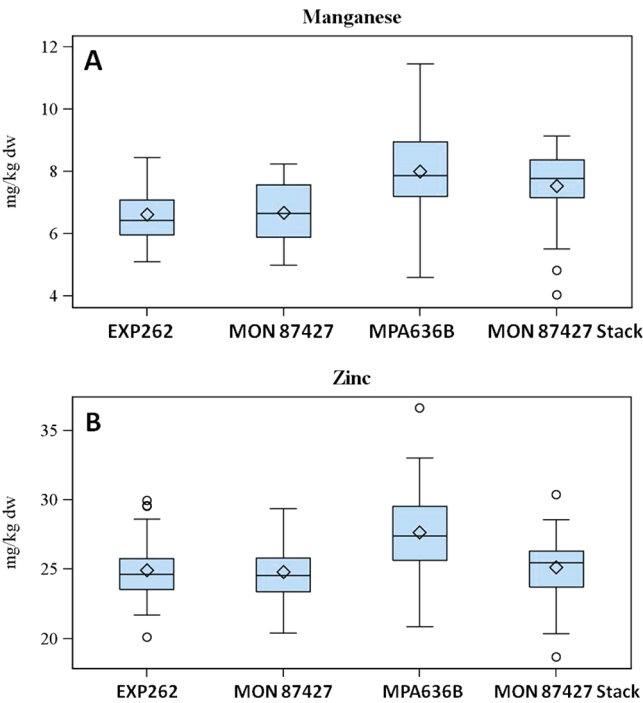 Manganese
A
12
10
8
6
4
mg/kg dw
EXP262 MON 87427 MPA636B MON 87427 Stack
Zinc
B
35
30
25
20
mg/kg dw
EXP262 MON 87427 MPA636B MON 87427 Stack